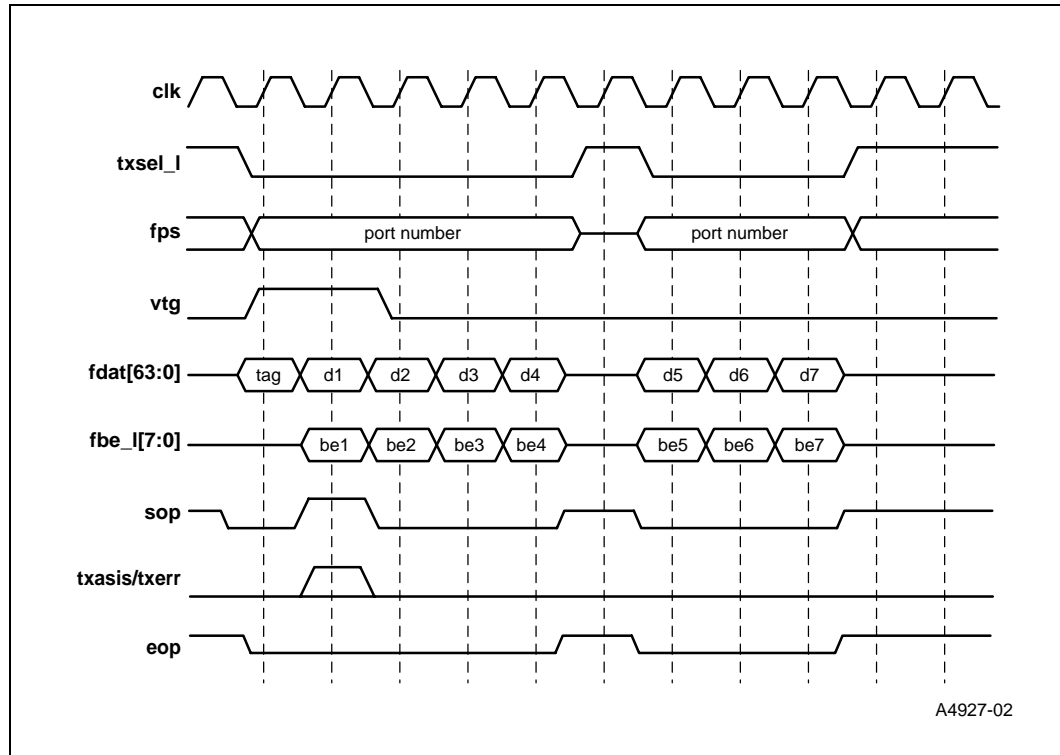 clk
txsel_l
fps port number port number
vtg
fdat[63:0] tag d1 d2 d3 d4 d5 d6 d7
fbe_l[7:0] be1 be2 be3 be4 be5 be6 be7
sop
txasis/txerr
eop
A4927-02